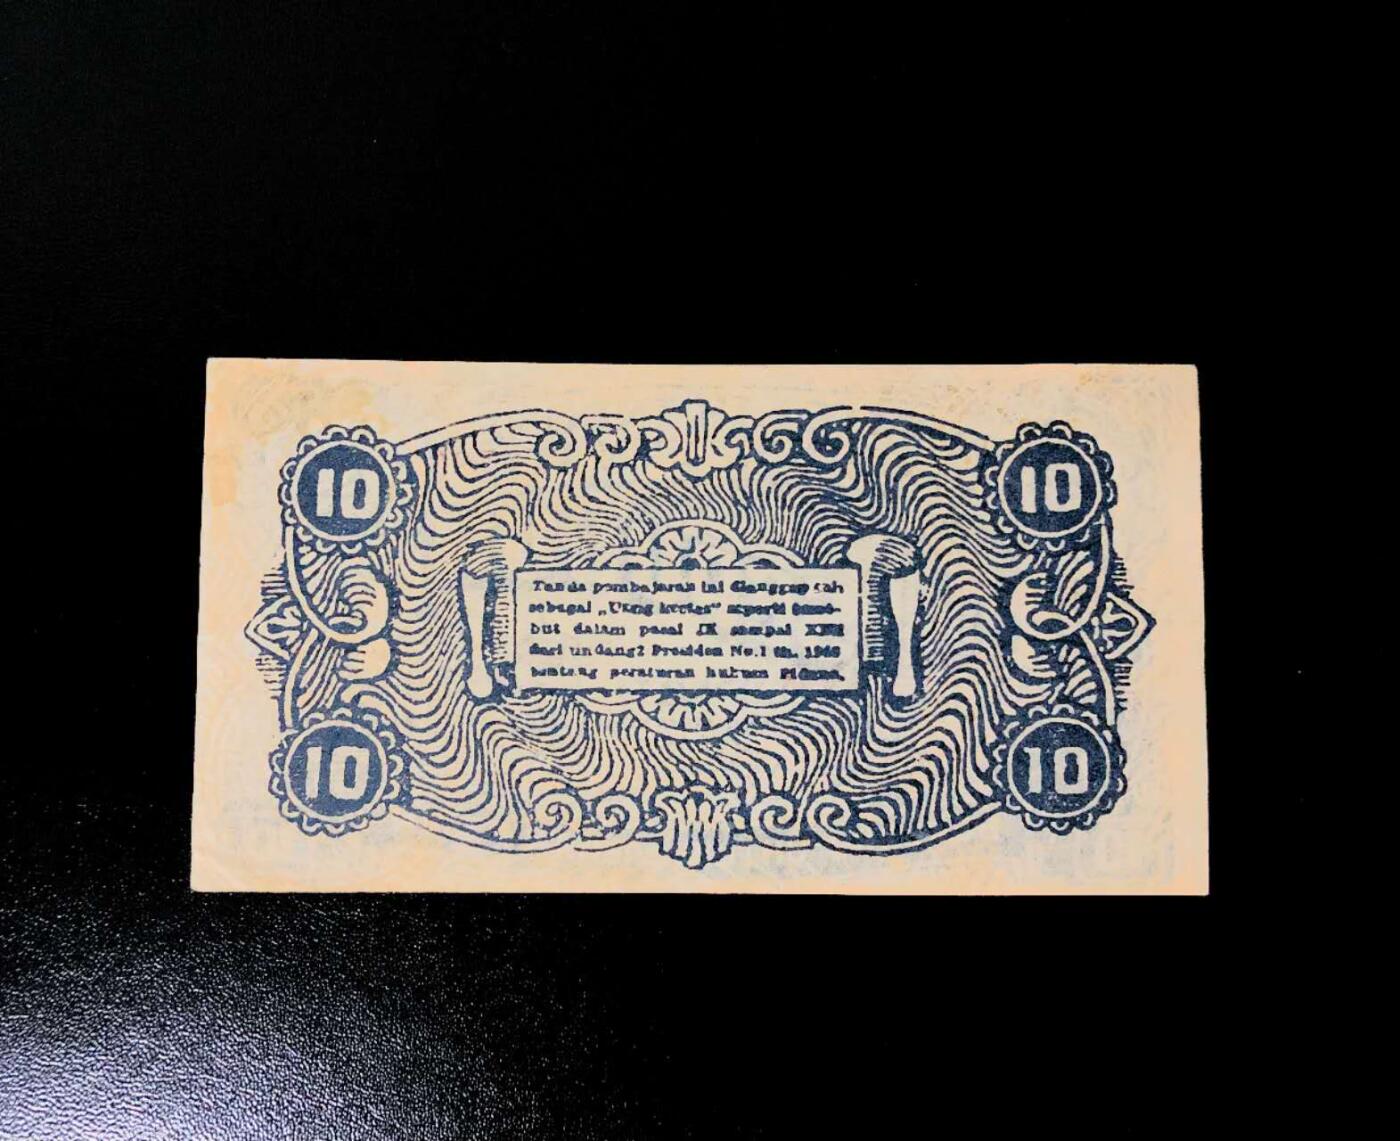 10 10
Tanda pembajaran ini dianggap sah
sebagai „Uang kertas” seperti terse-
but dalam pasal IX sampai XIII
dari undang2 Presiden No.1 th. 1946
tentang peraturan hukum Pidana.
10 10